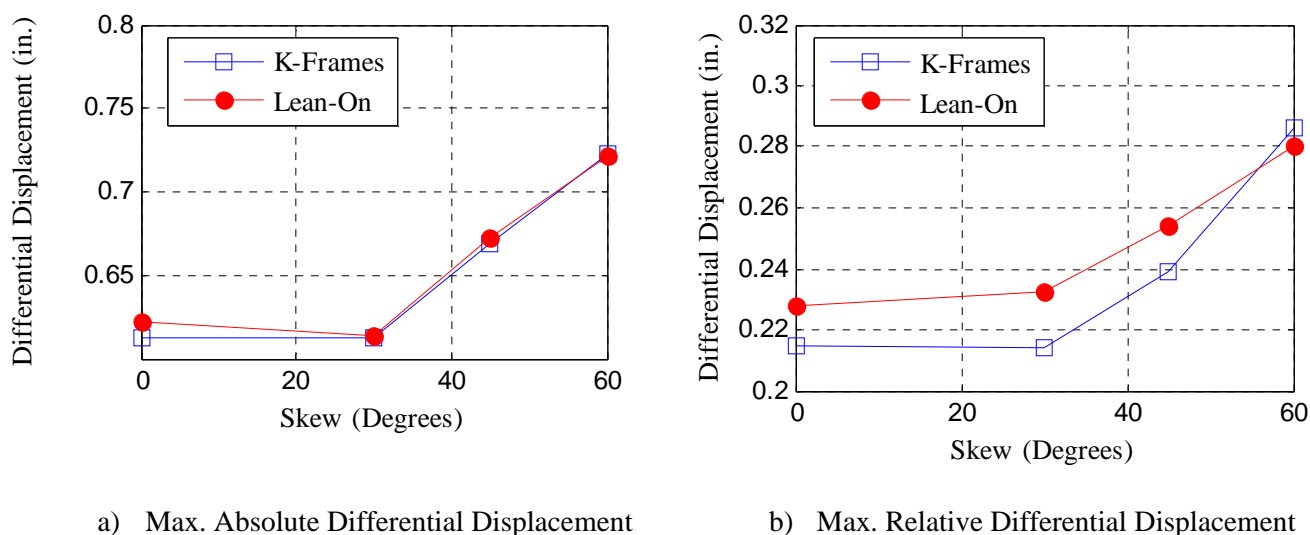 Differential Displacement (in.)
0.8
0.75
0.7
0.65
K-Frames
Lean-On
0
20
40
60
Skew (Degrees)
a) Max. Absolute Differential Displacement
Differential Displacement (in.)
0.32
0.3
0.28
0.26
0.24
0.22
0.2
K-Frames
Lean-On
0
20
40
60
Skew (Degrees)
b) Max. Relative Differential Displacement